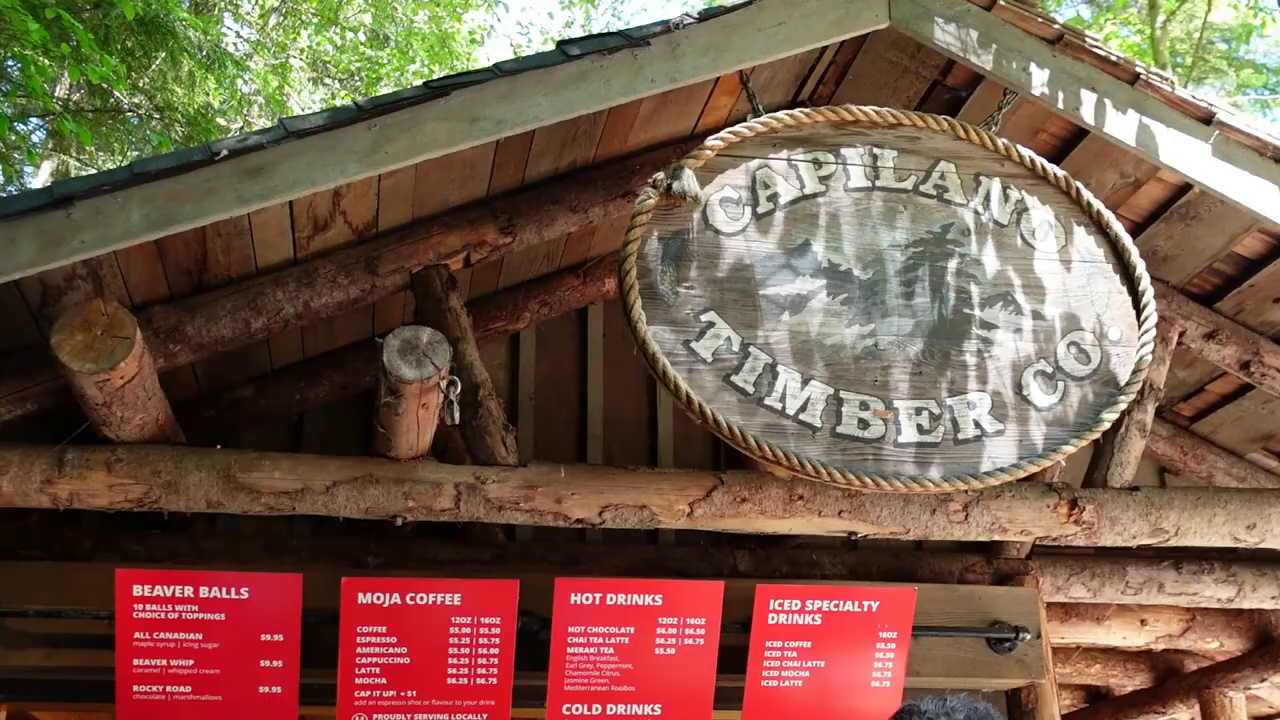 CAPILANO
TIMBER CO.
BEAVER BALLS
10 BALLS WITH
CHOICE OF TOPPINGS
ALL CANADIAN $9.95
maple syrup | icing sugar
BEAVER WHIP $9.95
caramel | whipped cream
ROCKY ROAD $9.95
chocolate | marshmallows
MOJA COFFEE
12OZ | 16OZ
COFFEE $5.00 | $5.50
ESPRESSO $5.25 | $5.75
AMERICANO $5.50 | $6.00
CAPPUCCINO $6.25 | $6.75
LATTE $6.25 | $6.75
MOCHA $6.25 | $6.75
CAP IT UP! + $1
add an espresso shot or flavour to your drink
PROUDLY SERVING LOCALLY
HOT DRINKS
12OZ | 16OZ
HOT CHOCOLATE $6.00 | $6.50
CHAI TEA LATTE $6.25 | $6.75
MERAKI TEA $5.50
English Breakfast,
Earl Grey, Peppermint,
Chamomile Citrus,
Jasmine Green,
Mediterranean Rooibos
COLD DRINKS
ICED SPECIALTY
DRINKS
16OZ
ICED COFFEE $5.50
ICED TEA $6.50
ICED CHAI LATTE $6.75
ICED MOCHA $6.75
ICED LATTE $6.75